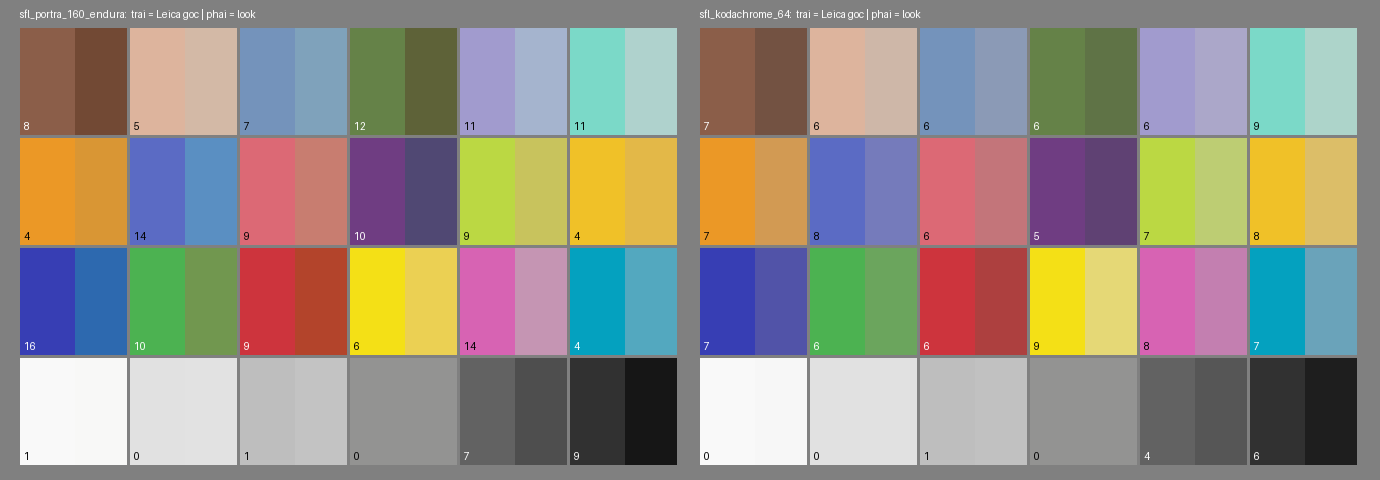 sfl_portra_160_endura: trai = Leica goc | phai = look
8 5 7 12 11 11
4 14 9 10 9 4
16 10 9 6 14 4
1 0 1 0 7 9
sfl_kodachrome_64: trai = Leica goc | phai = look
7 6 6 6 6 9
7 8 6 5 7 8
7 6 6 9 8 7
0 0 1 0 4 6